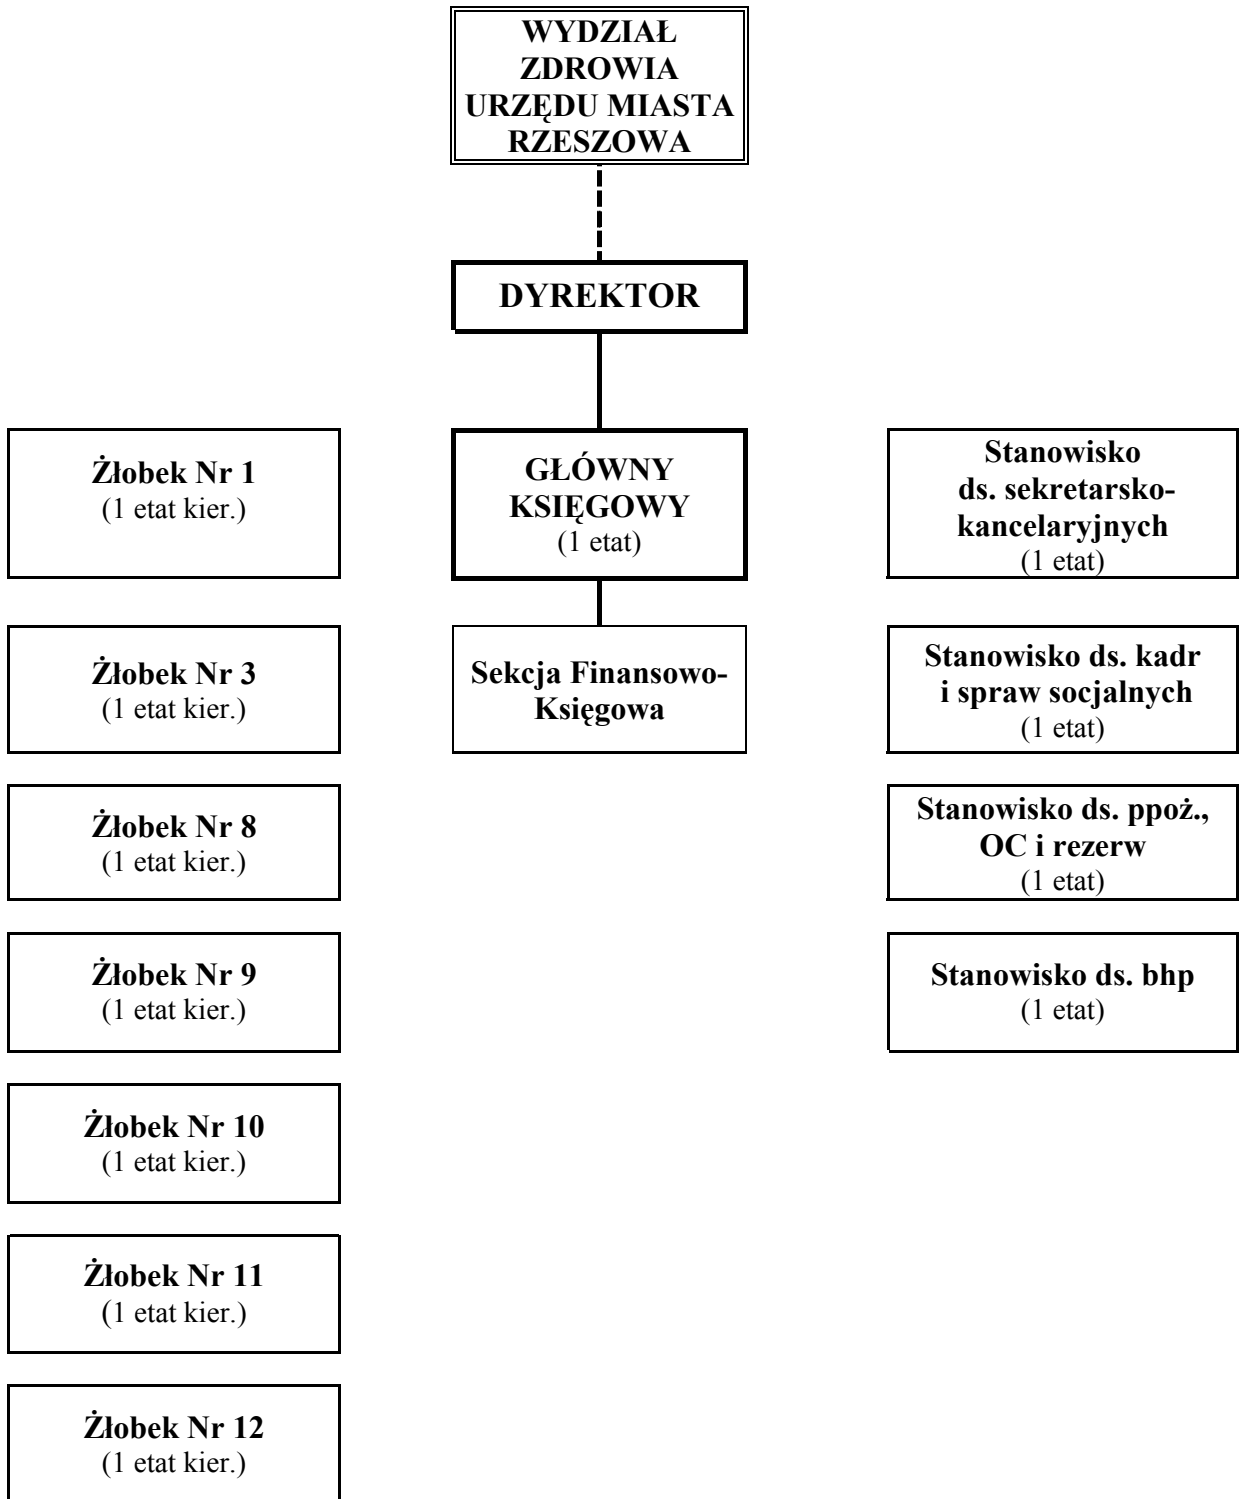 WYDZIAŁ
ZDROWIA
URZĘDU MIASTA
RZESZOWA
DYREKTOR
Żłobek Nr 1
(1 etat kier.)
GŁÓWNY
KSIĘGOWY
(1 etat)
Stanowisko
ds. sekretarsko-
kancelaryjnych
(1 etat)
Żłobek Nr 3
(1 etat kier.)
Sekcja Finansowo-
Księgowa
Stanowisko ds. kadr
i spraw socjalnych
(1 etat)
Żłobek Nr 8
(1 etat kier.)
Stanowisko ds. ppoż.,
OC i rezerw
(1 etat)
Żłobek Nr 9
(1 etat kier.)
Stanowisko ds. bhp
(1 etat)
Żłobek Nr 10
(1 etat kier.)
Żłobek Nr 11
(1 etat kier.)
Żłobek Nr 12
(1 etat kier.)